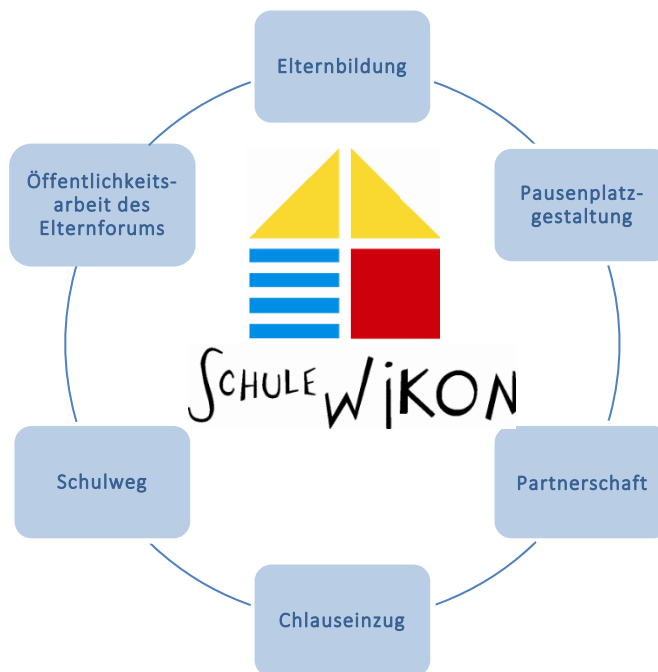 Elternbildung
Öffentlichkeits-
arbeit des
Elternforums
Pausenplatz-
gestaltung
SCHULE WiKON
Schulweg
Partnerschaft
Chlauseinzug